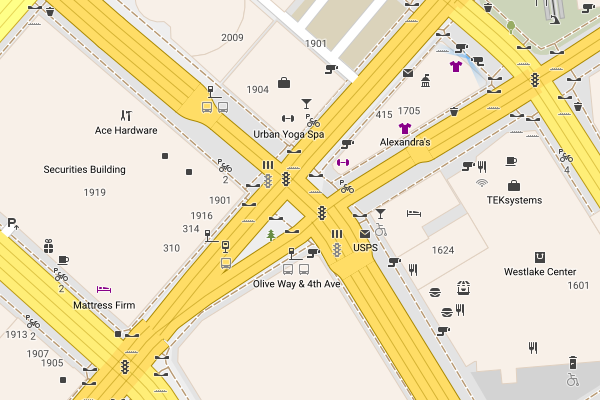 2009
1901
1904
415
1705
Ace Hardware
Urban Yoga Spa
Alexandra's
P
4
Securities Building
P
2
P
1919
1901
TEKsystems
1916
314
P
310
USPS
1624
Westlake Center
Olive Way & 4th Ave
1601
P
2
Mattress Firm
P
1913
2
1907
1905